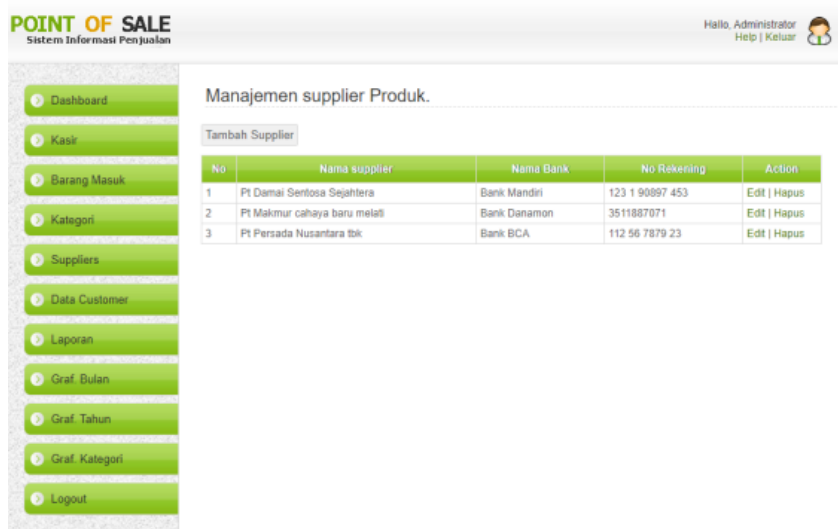 POINT OF SALE
Sistem Informasi Penjualan
Hallo, Administrator
Help | Keluar
Dashboard
Kasir
Barang Masuk
Kategori
Suppliers
Data Customer
Laporan
Graf. Bulan
Graf. Tahun
Graf. Kategori
Logout
Manajemen supplier Produk.
Tambah Supplier
No Nama supplier Nama Bank No Rekening Action
1 Pt Damai Sentosa Sejahtera Bank Mandiri 123 1 90897 453 Edit | Hapus
2 Pt Makmur cahaya baru melati Bank Danamon 3511887071 Edit | Hapus
3 Pt Persada Nusantara tbk Bank BCA 112 56 7879 23 Edit | Hapus